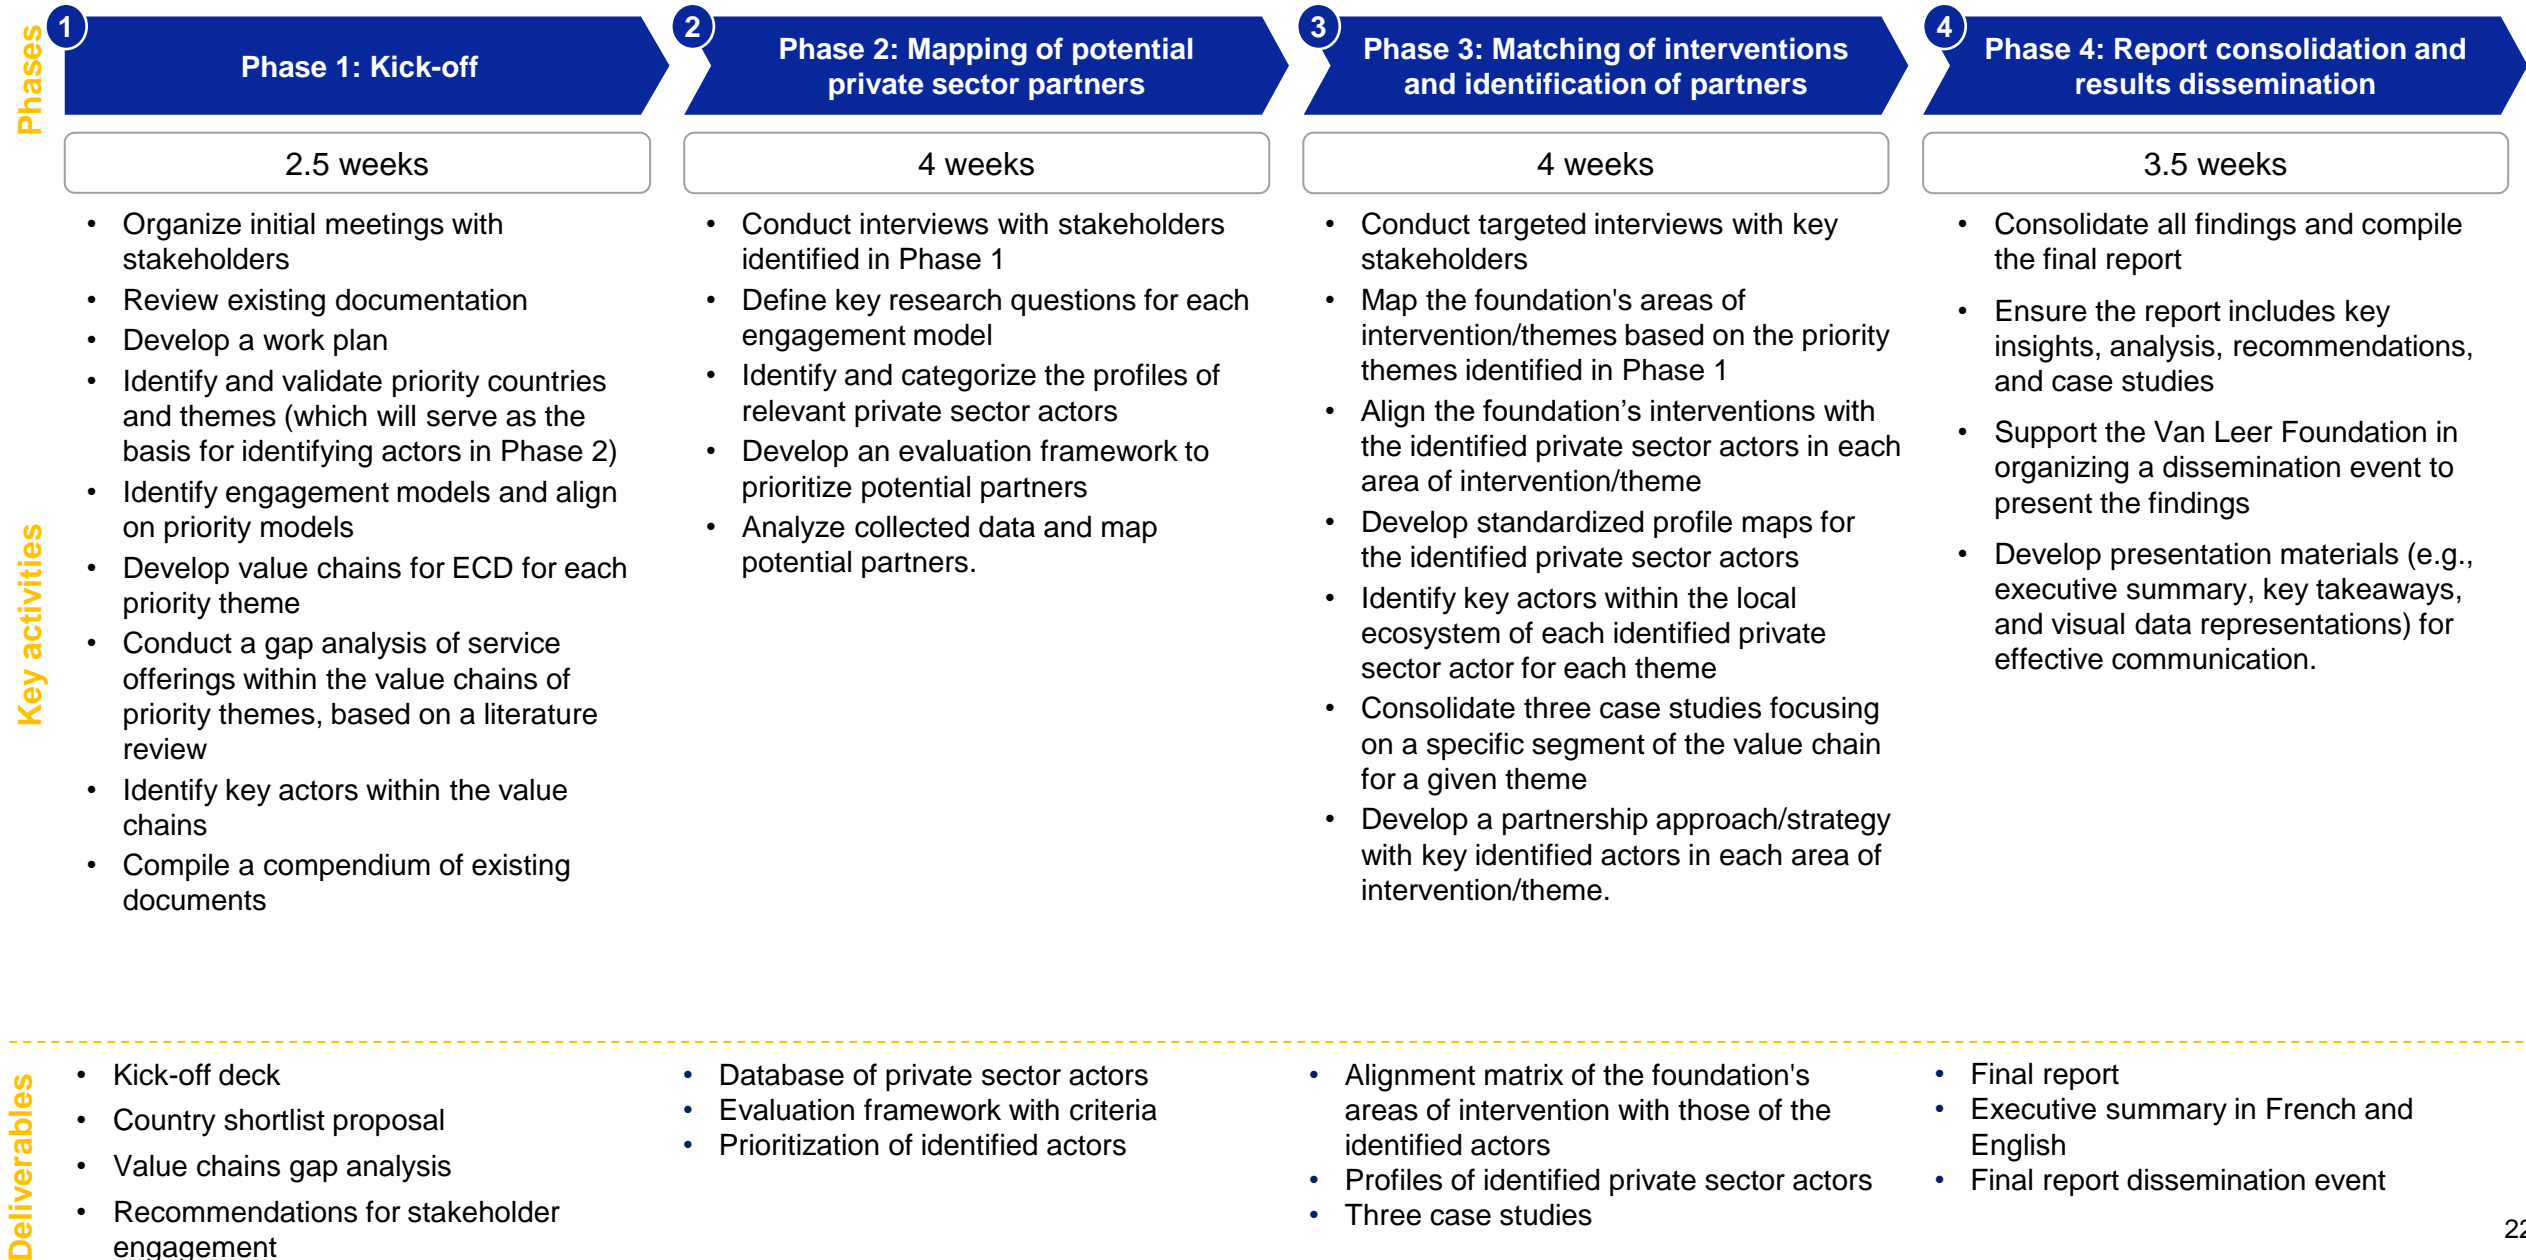 Phases
1
Phase 1: Kick-off
2
Phase 2: Mapping of potential
private sector partners
3
Phase 3: Matching of interventions
and identification of partners
4
Phase 4: Report consolidation and
results dissemination
2.5 weeks
4 weeks
4 weeks
3.5 weeks
Key activities
• Organize initial meetings with
stakeholders
• Review existing documentation
• Develop a work plan
• Identify and validate priority countries
and themes (which will serve as the
basis for identifying actors in Phase 2)
• Identify engagement models and align
on priority models
• Develop value chains for ECD for each
priority theme
• Conduct a gap analysis of service
offerings within the value chains of
priority themes, based on a literature
review
• Identify key actors within the value
chains
• Compile a compendium of existing
documents
• Conduct interviews with stakeholders
identified in Phase 1
• Define key research questions for each
engagement model
• Identify and categorize the profiles of
relevant private sector actors
• Develop an evaluation framework to
prioritize potential partners
• Analyze collected data and map
potential partners.
• Conduct targeted interviews with key
stakeholders
• Map the foundation's areas of
intervention/themes based on the priority
themes identified in Phase 1
• Align the foundation’s interventions with
the identified private sector actors in each
area of intervention/theme
• Develop standardized profile maps for
the identified private sector actors
• Identify key actors within the local
ecosystem of each identified private
sector actor for each theme
• Consolidate three case studies focusing
on a specific segment of the value chain
for a given theme
• Develop a partnership approach/strategy
with key identified actors in each area of
intervention/theme.
• Consolidate all findings and compile
the final report
• Ensure the report includes key
insights, analysis, recommendations,
and case studies
• Support the Van Leer Foundation in
organizing a dissemination event to
present the findings
• Develop presentation materials (e.g.,
executive summary, key takeaways,
and visual data representations) for
effective communication.
Deliverables
• Kick-off deck
• Country shortlist proposal
• Value chains gap analysis
• Recommendations for stakeholder
engagement
• Database of private sector actors
• Evaluation framework with criteria
• Prioritization of identified actors
• Alignment matrix of the foundation's
areas of intervention with those of the
identified actors
• Profiles of identified private sector actors
• Three case studies
• Final report
• Executive summary in French and
English
• Final report dissemination event
22